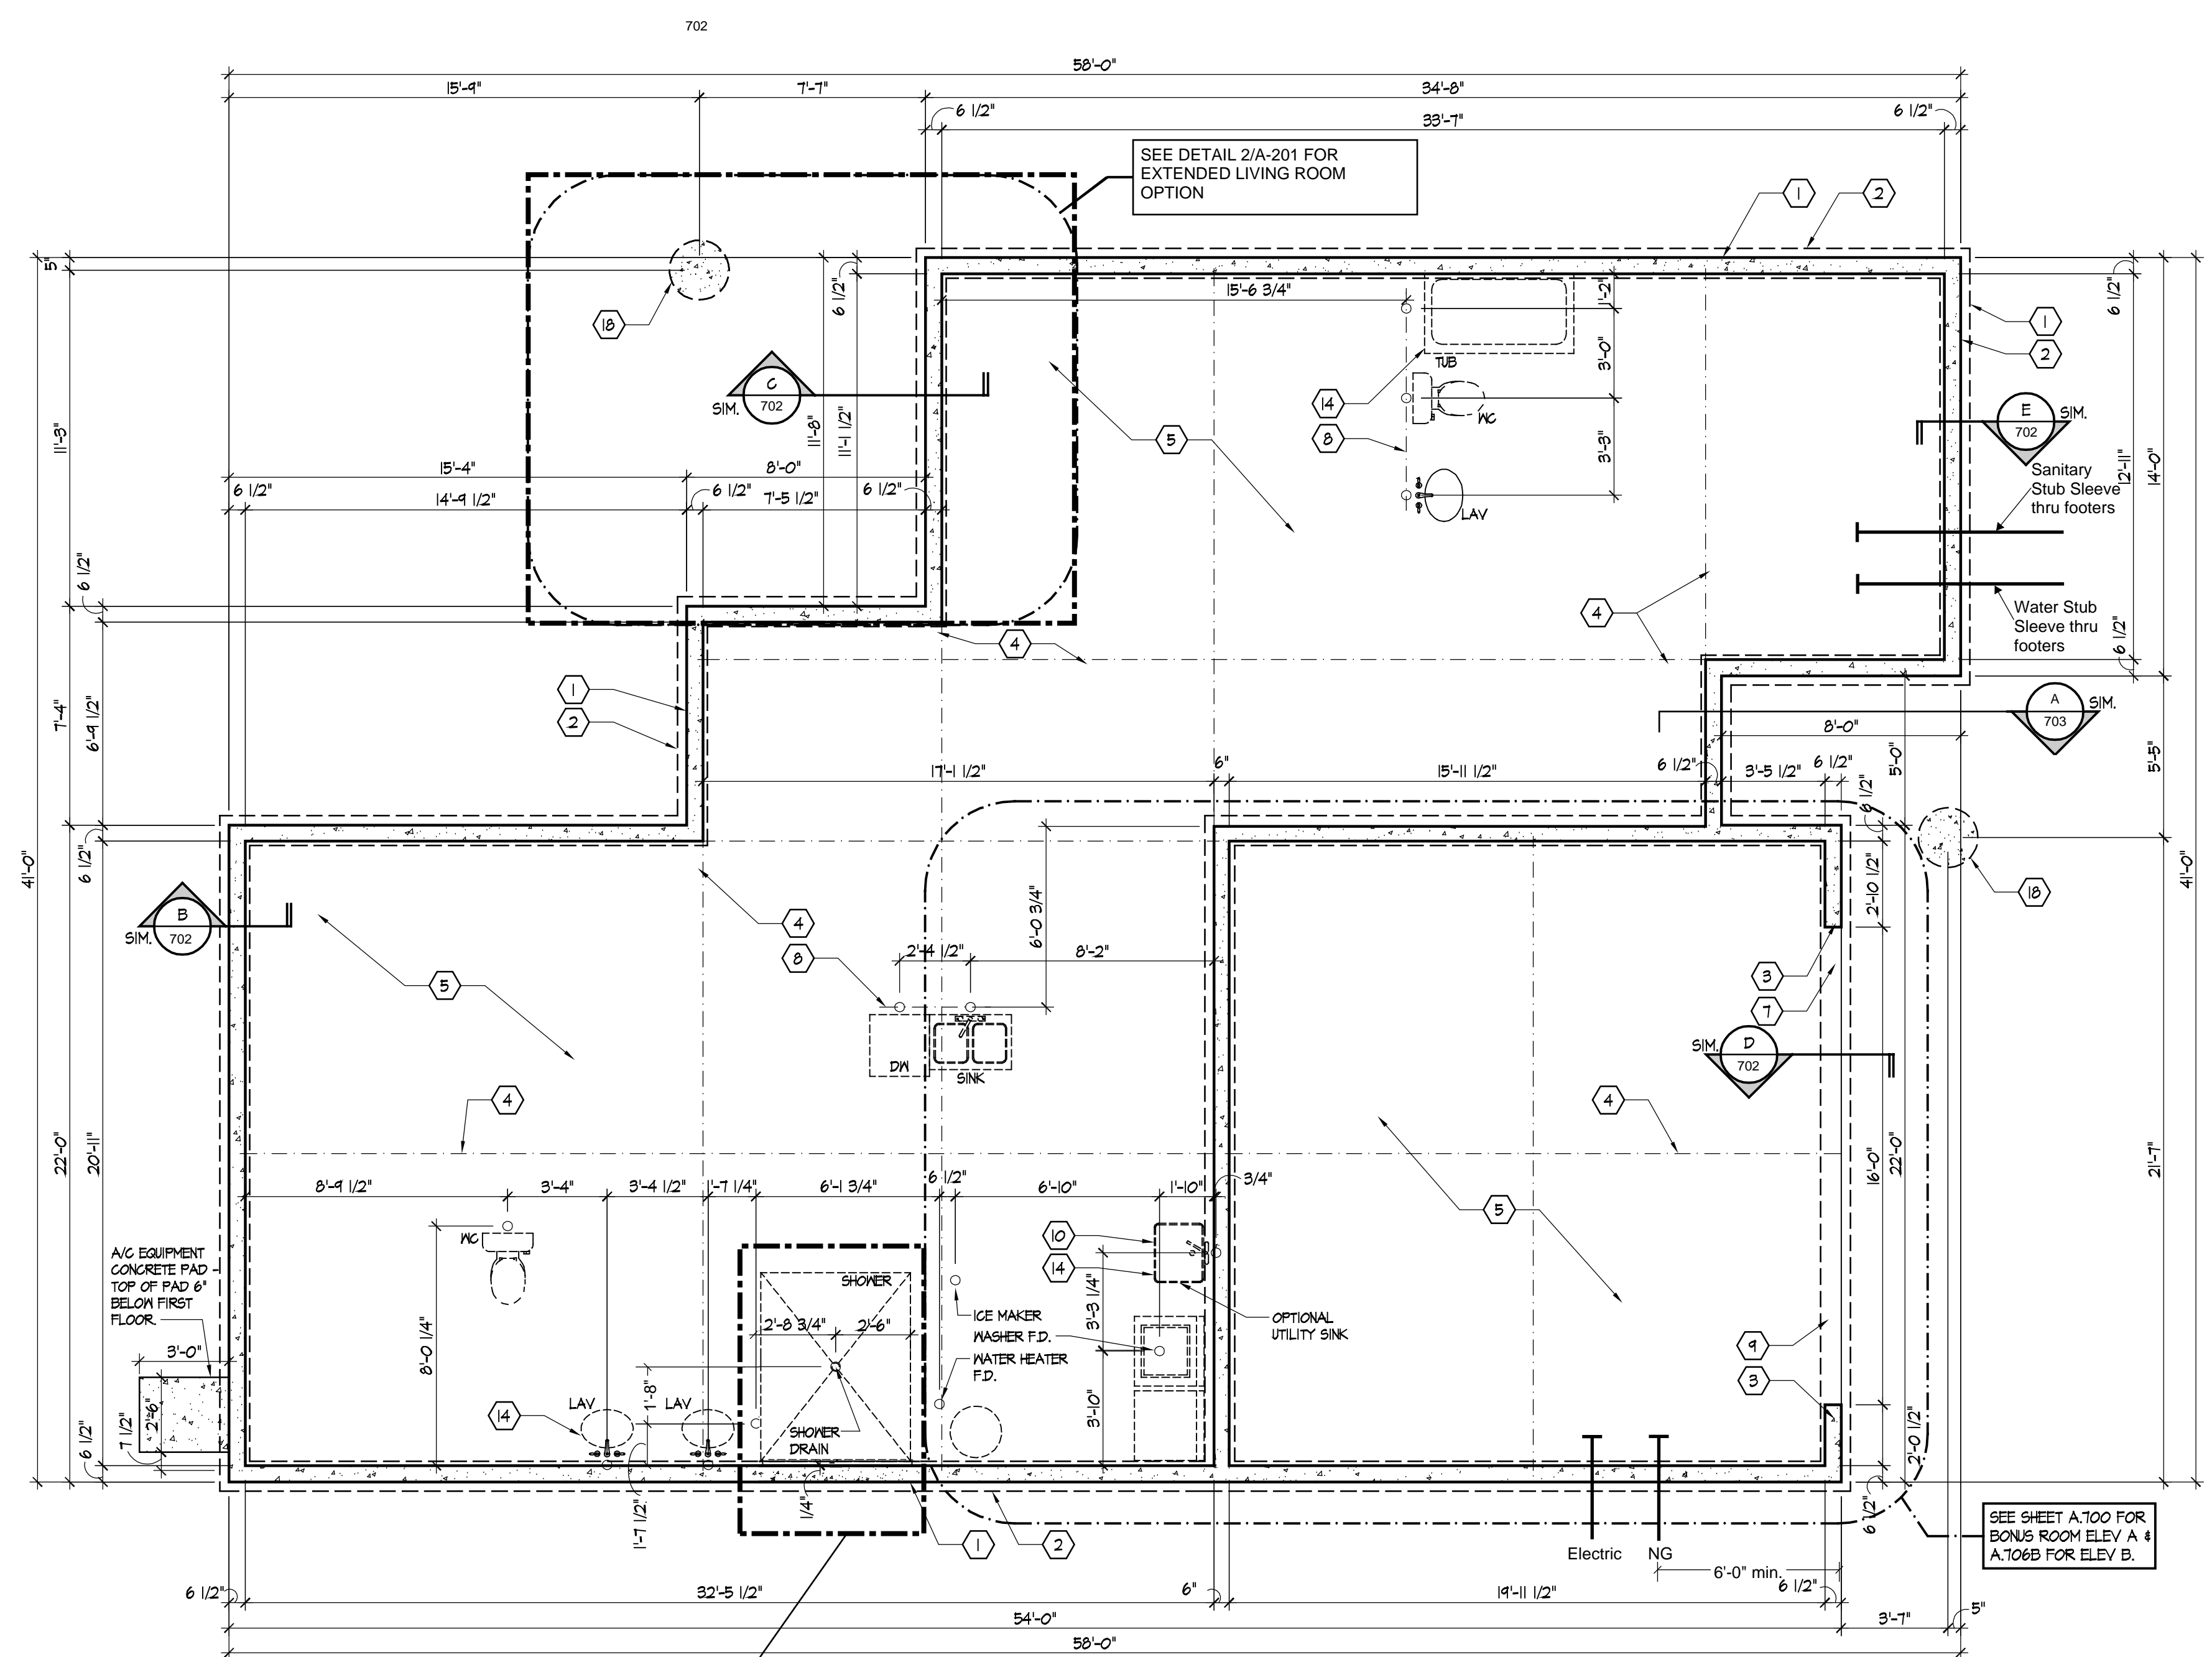 702
58'-0"
15'-9"
7'-7"
34'-8"
6 1/2"
33'-7"
6 1/2"
SEE DETAIL 2/A-201 FOR
EXTENDED LIVING ROOM
OPTION
1
2
5"
6 1/2"
15'-6 3/4"
1'-2"
6 1/2"
18
1
2
3'-0"
TUB
C
702
SIM.
14
WC
8
11'-3"
11'-8"
11'-1 1/2"
5
E
702
SIM.
3'-3"
12'-11"
14'-0"
15'-4"
8'-0"
Sanitary
Stub Sleeve
thru footers
6 1/2"
14'-9 1/2"
6 1/2"
7'-5 1/2"
6 1/2"
LAV
6 1/2"
4
Water Stub
Sleeve thru
footers
6 1/2"
4
1
2
7'-4"
6'-9 1/2"
A
703
SIM.
8'-0"
17'-1 1/2"
6"
15'-11 1/2"
6 1/2"
3'-5 1/2"
6 1/2"
5'-0"
5'-5"
6 1/2"
41'-0"
6 1/2"
41'-0"
2'-10 1/2"
18
B
702
SIM.
4
8
6'-0 3/4"
2'-4 1/2"
8'-2"
3
7
5
D
702
SIM.
DW
SINK
4
4
22'-0"
20'-11"
16'-0"
22'-0"
21'-7"
8'-9 1/2"
3'-4"
3'-4 1/2"
1'-7 1/4"
6'-1 3/4"
6 1/2"
6'-10"
1'-10"
3/4"
5
WC
10
14
A/C EQUIPMENT
CONCRETE PAD -
TOP OF PAD 6"
BELOW FIRST
FLOOR.
SHOWER
3'-3 1/4"
ICE MAKER
WASHER F.D.
WATER HEATER
F.D.
OPTIONAL
UTILITY SINK
2'-8 3/4"
2'-6"
8'-0 1/4"
9
3
3'-0"
1'-8"
2'-6"
7 1/2"
6 1/2"
14
LAV
LAV
3'-10"
SHOWER
DRAIN
2'-0 1/2"
1'-7 1/2"
1/4"
6 1/2"
1
2
Electric
NG
6'-0" min.
SEE SHEET A.700 FOR
BONUS ROOM ELEV A &
A.706B FOR ELEV B.
6 1/2"
32'-5 1/2"
6"
19'-11 1/2"
6 1/2"
54'-0"
3'-7"
5"
58'-0"